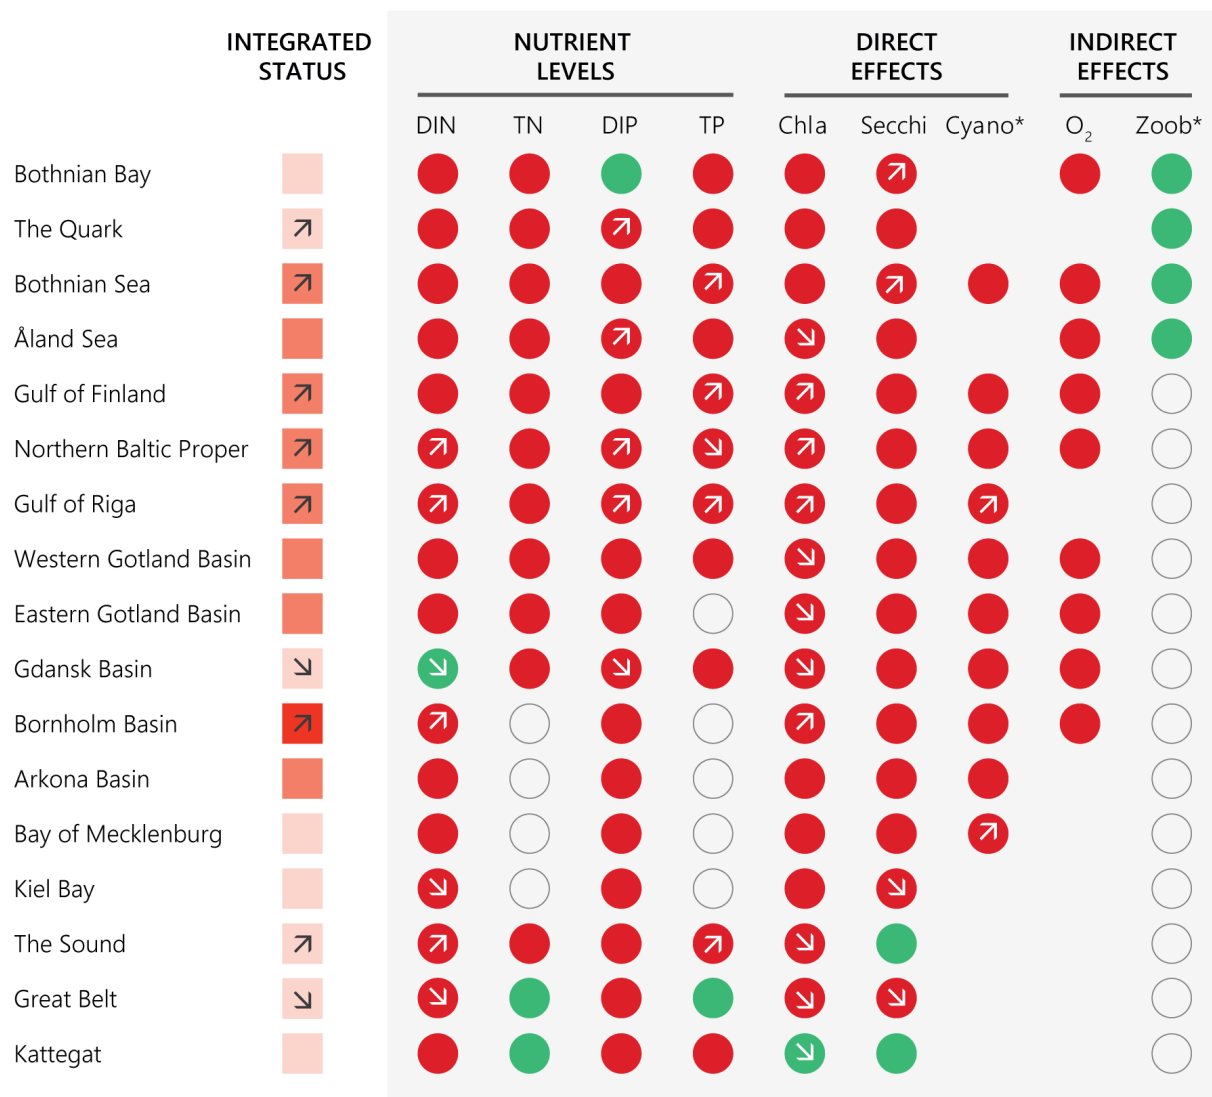 INTEGRATED STATUS
NUTRIENT LEVELS
DIRECT EFFECTS
INDIRECT EFFECTS
DIN TN DIP TP Chla Secchi Cyano* O₂ Zoob*
Bothnian Bay
The Quark
Bothnian Sea
Åland Sea
Gulf of Finland
Northern Baltic Proper
Gulf of Riga
Western Gotland Basin
Eastern Gotland Basin
Gdansk Basin
Bornholm Basin
Arkona Basin
Bay of Mecklenburg
Kiel Bay
The Sound
Great Belt
Kattegat